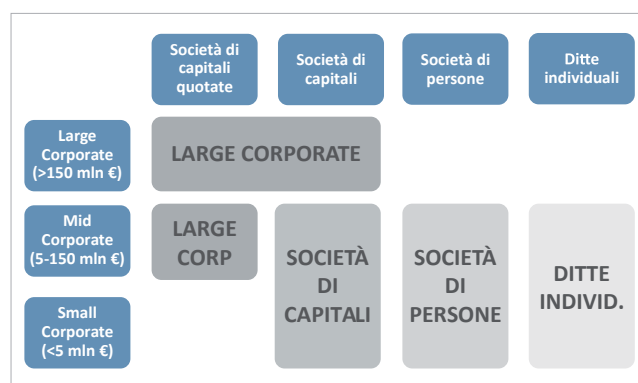 Società di
capitali
quotate
Società di
capitali
Società di
persone
Ditte
individuali
Large
Corporate
(>150 mln €)
LARGE CORPORATE
Mid
Corporate
(5-150 mln €)
LARGE
CORP
SOCIETÀ
DI
CAPITALI
SOCIETÀ
DI
PERSONE
DITTE
INDIVID.
Small
Corporate
(<5 mln €)